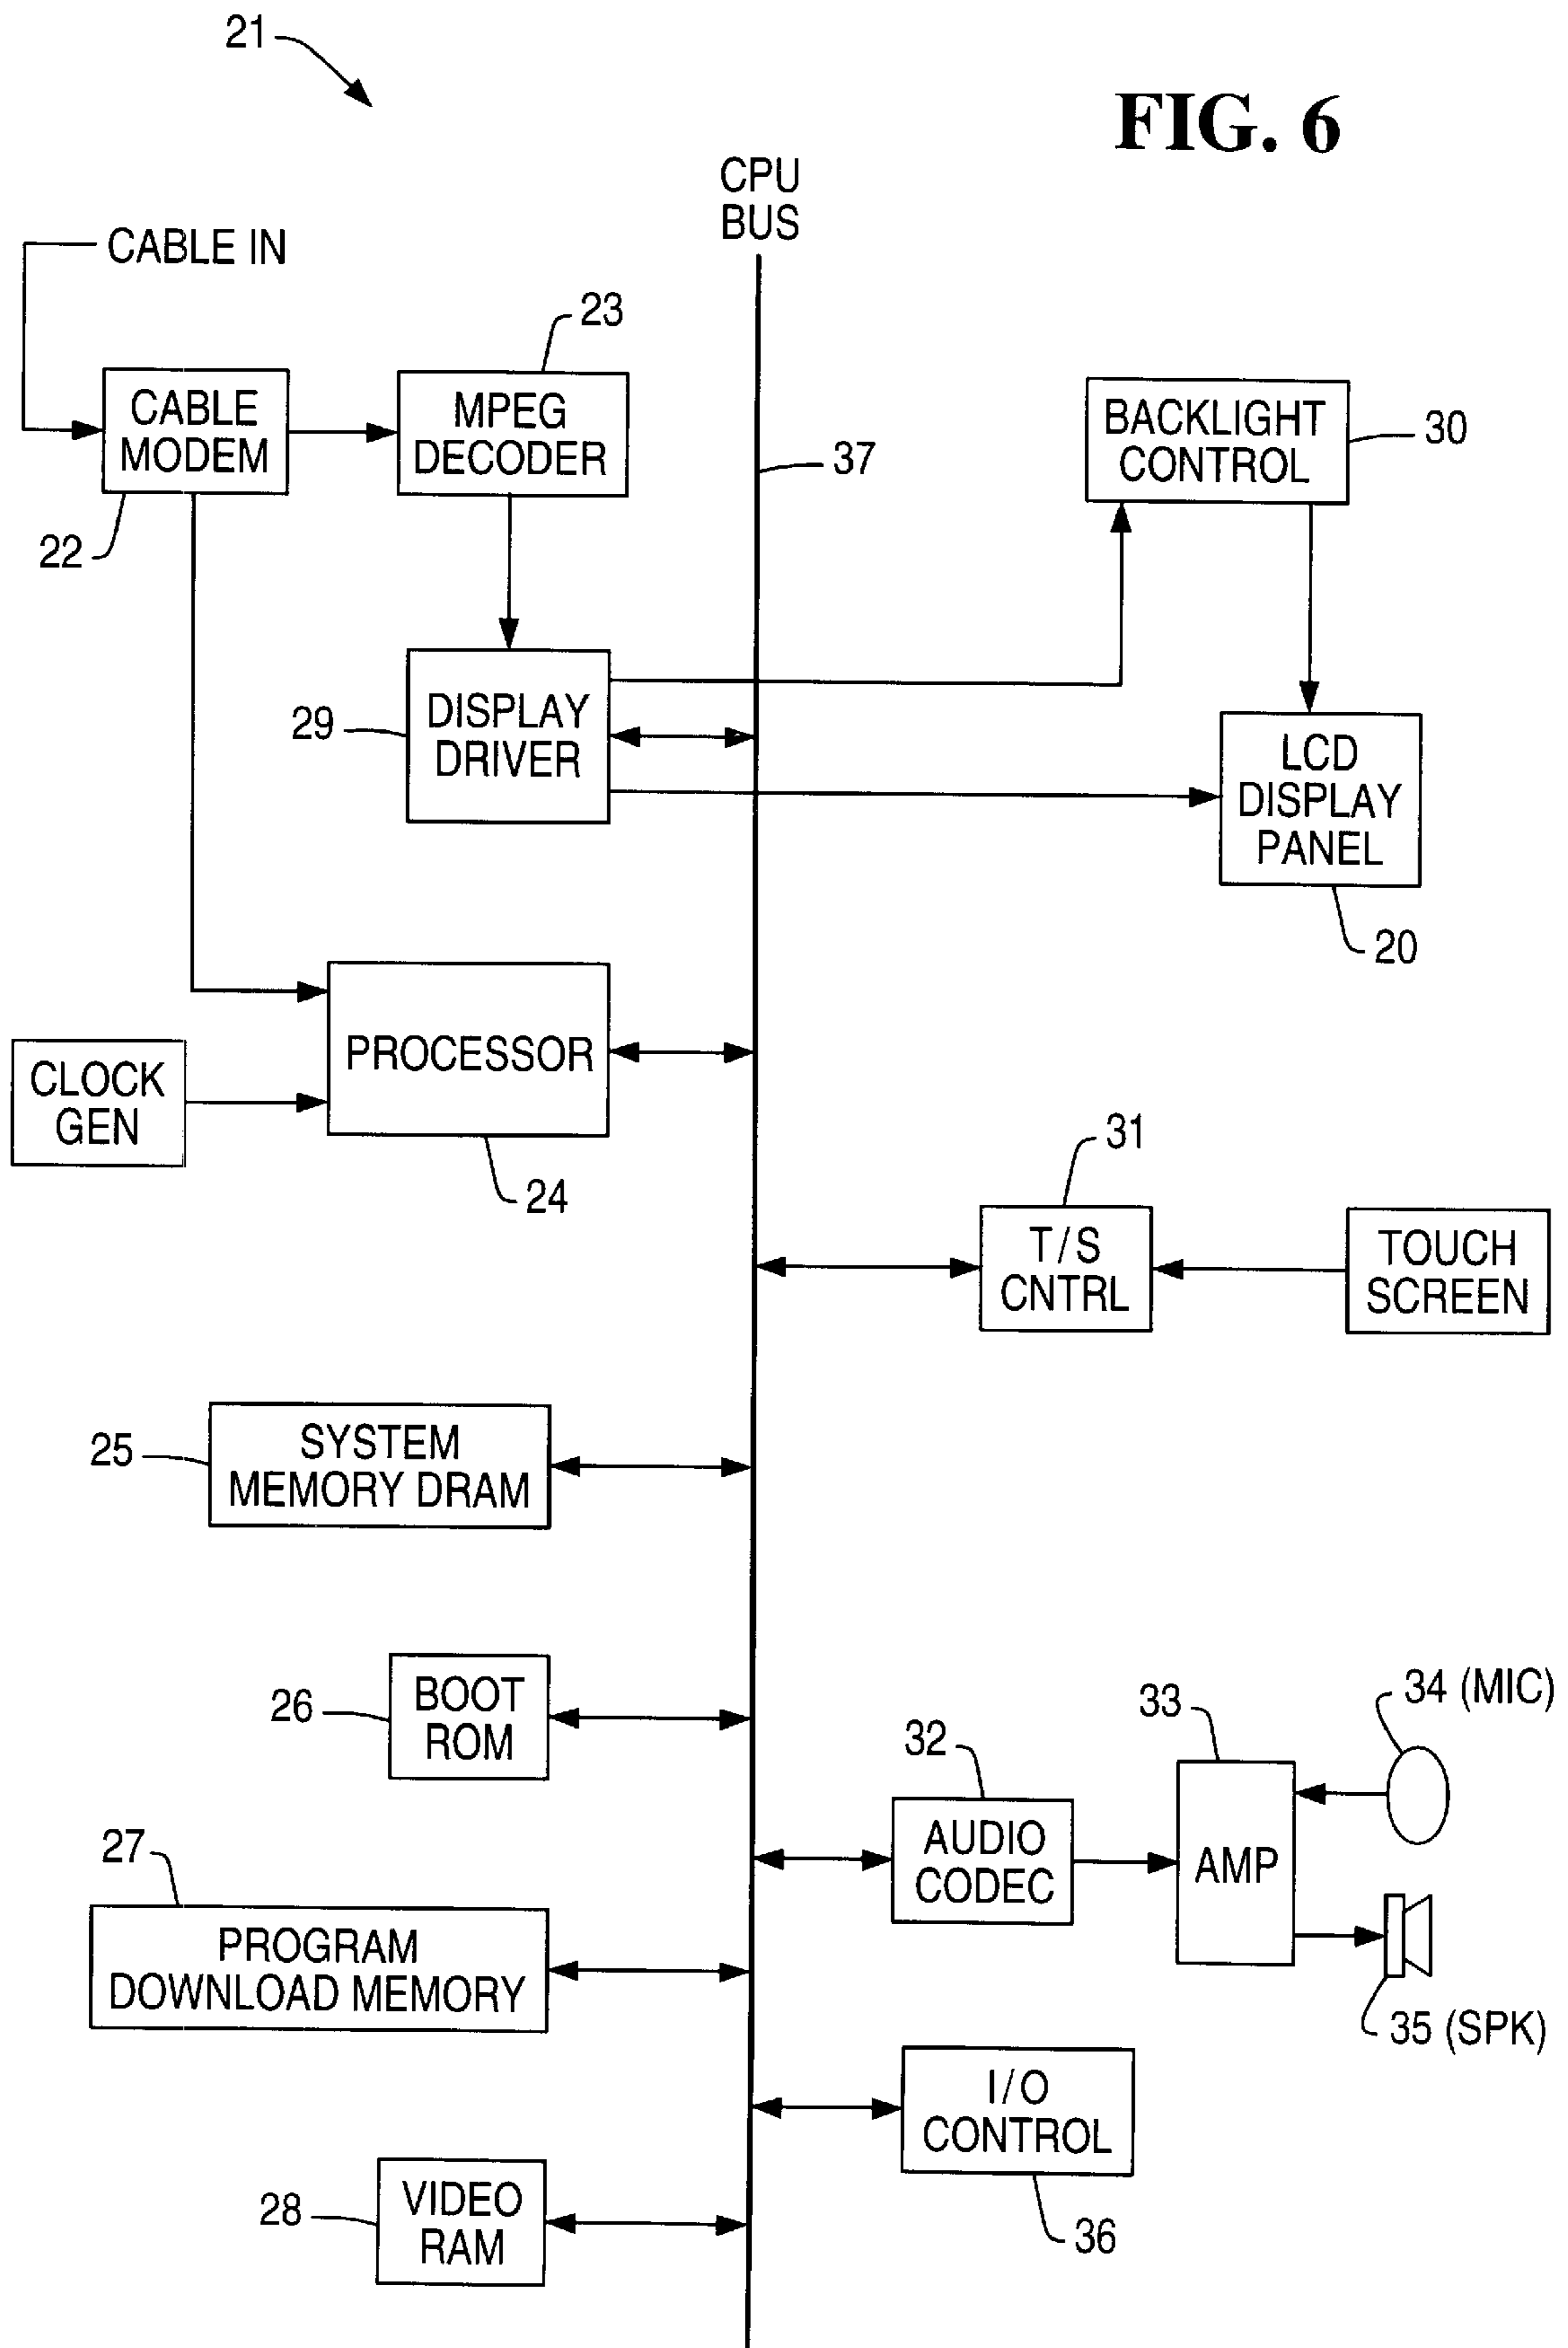 21
FIG. 6
CPU
BUS
CABLE IN
23
CABLE
MODEM
MPEG
DECODER
BACKLIGHT
CONTROL
30
37
22
29
DISPLAY
DRIVER
LCD
DISPLAY
PANEL
20
PROCESSOR
CLOCK
GEN
24
31
T/S
CNTRL
TOUCH
SCREEN
25
SYSTEM
MEMORY DRAM
26
BOOT
ROM
34 (MIC)
33
32
AUDIO
CODEC
AMP
27
PROGRAM
DOWNLOAD MEMORY
35 (SPK)
I/O
CONTROL
36
28
VIDEO
RAM